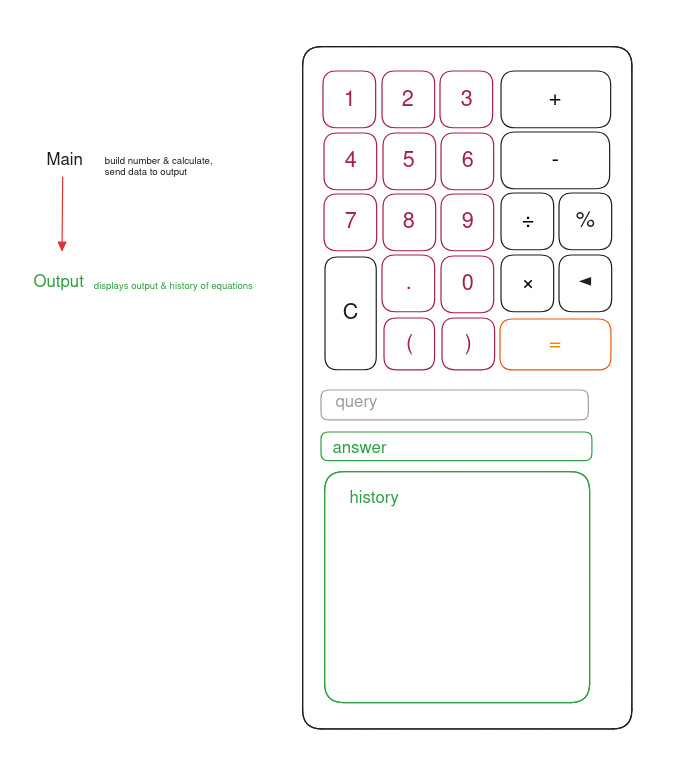 Main
build number & calculate,
send data to output
Output
displays output & history of equations
1 2 3 +
4 5 6 -
7 8 9 ÷ %
C . 0 × ◄
( ) =
query
answer
history